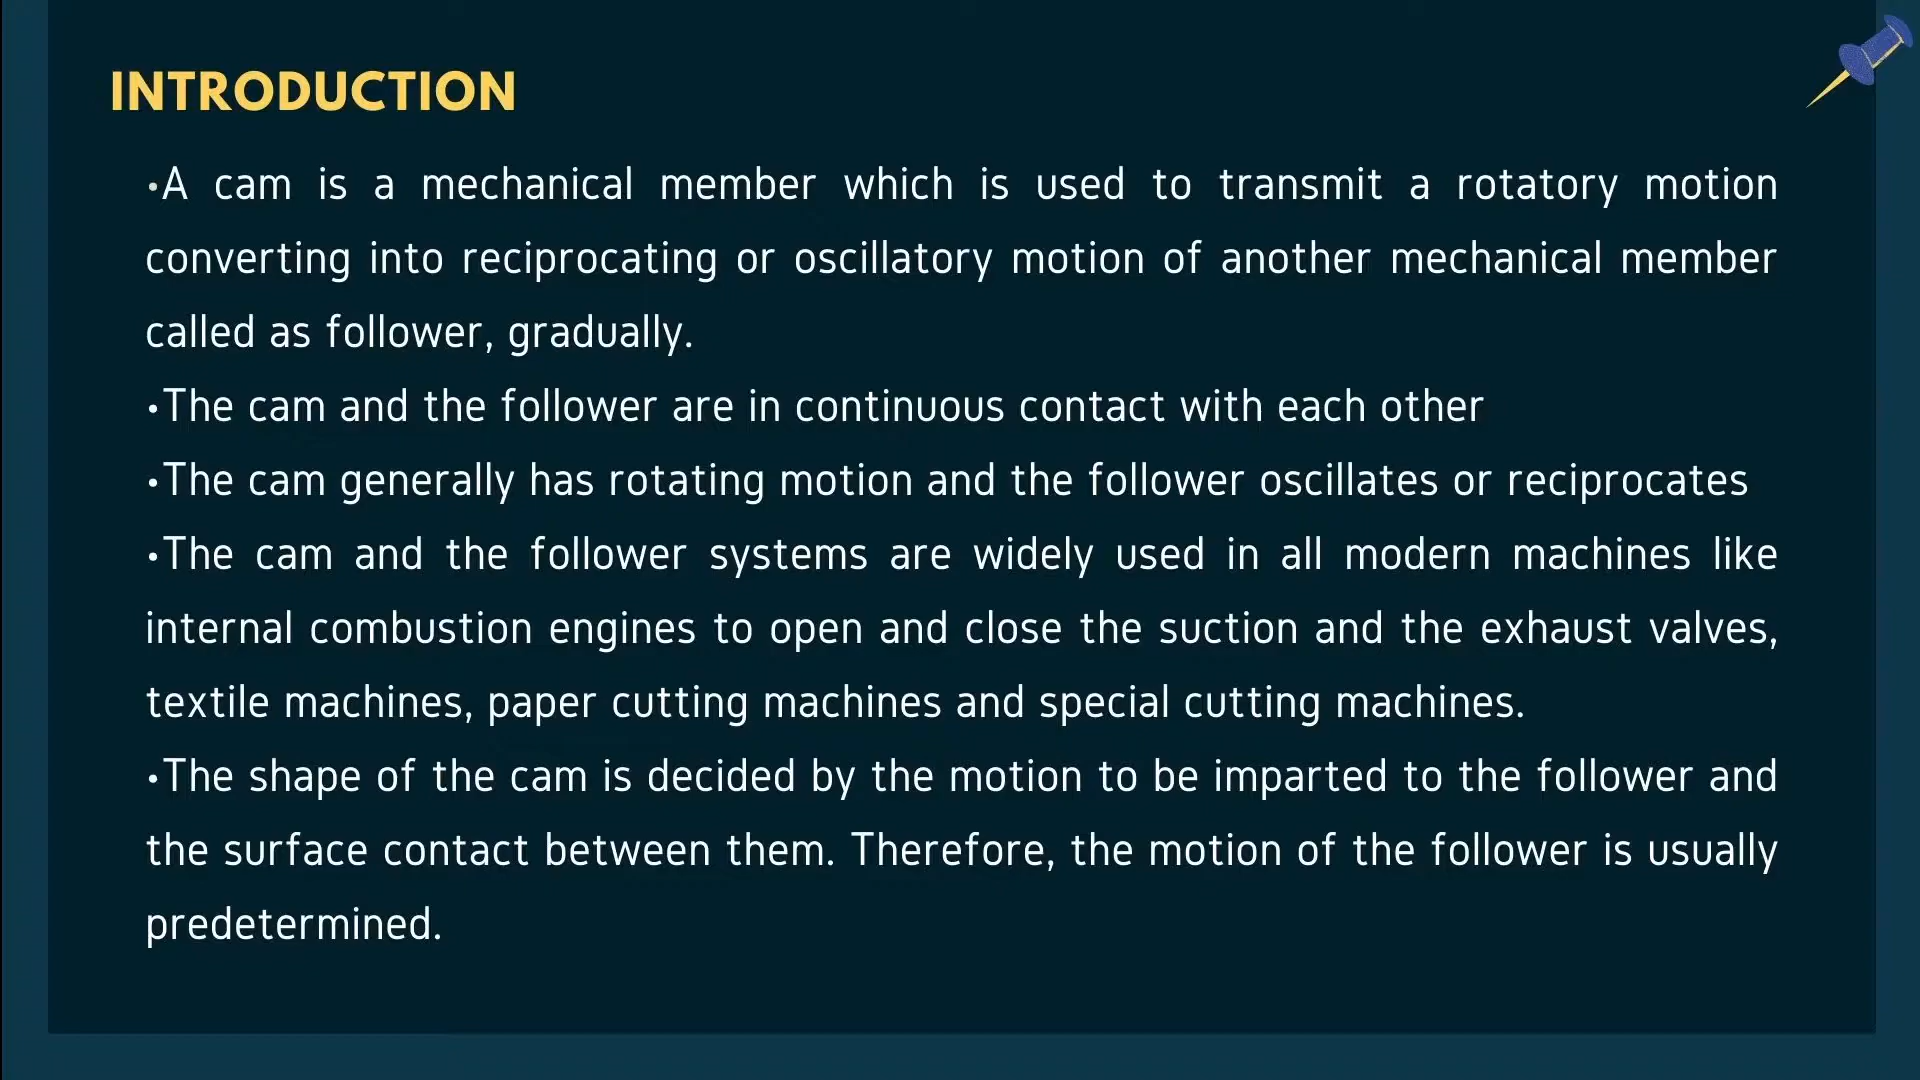 INTRODUCTION
•A cam is a mechanical member which is used to transmit a rotatory motion
converting into reciprocating or oscillatory motion of another mechanical member
called as follower, gradually.
•The cam and the follower are in continuous contact with each other
•The cam generally has rotating motion and the follower oscillates or reciprocates
•The cam and the follower systems are widely used in all modern machines like
internal combustion engines to open and close the suction and the exhaust valves,
textile machines, paper cutting machines and special cutting machines.
•The shape of the cam is decided by the motion to be imparted to the follower and
the surface contact between them. Therefore, the motion of the follower is usually
predetermined.